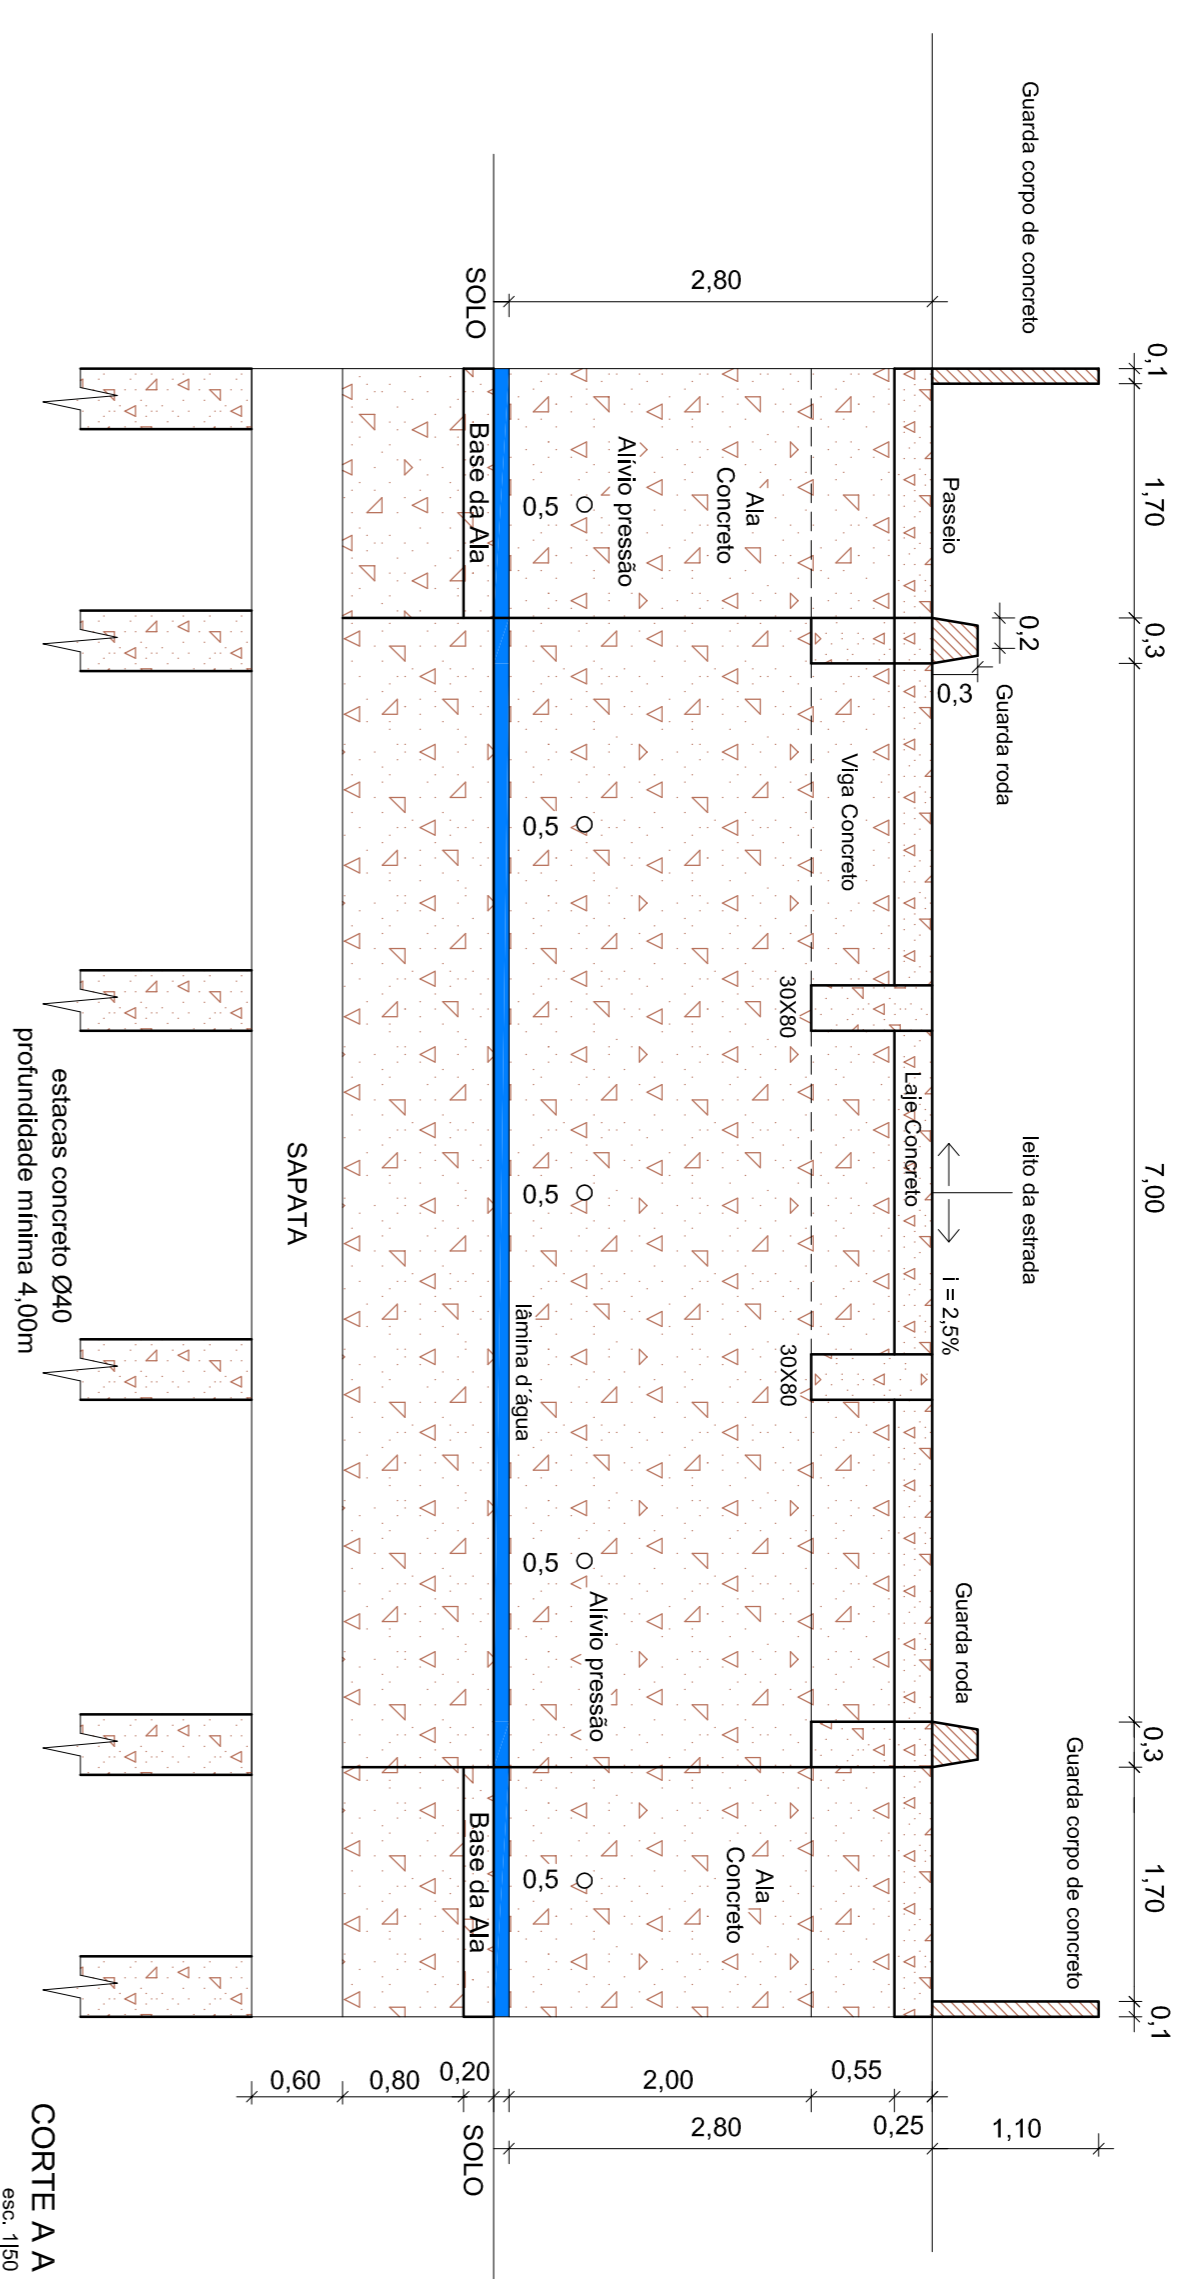 0,1
1,70
0,3
7,00
0,3
1,70
0,1
Guarda corpo de concreto
0,2
Guarda roda
0,3
leito da estrada
Guarda corpo de concreto
Guarda roda
Passeio
i = 2,5%
1,10
2,80
Laje Concreto
0,25
0,55
Viga Concreto
30X80
30X80
Ala
Concreto
Ala
Concreto
2,00
2,80
Alívio pressão
Alívio pressão
0,5
0,5
0,5
0,5
0,5
lâmina d´água
SOLO
Base da Ala
Base da Ala
0,20
SOLO
0,80
0,60
SAPATA
estacas concreto Ø40
profundidade mínima 4,00m
CORTE A A
esc. 1|50